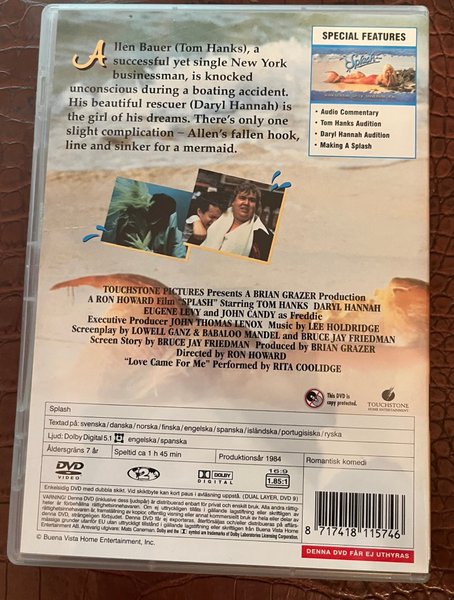 Allen Bauer (Tom Hanks), a
successful yet single New York
businessman, is knocked
unconscious during a boating accident.
His beautiful rescuer (Daryl Hannah) is
the girl of his dreams. There's only one
slight complication – Allen's fallen hook,
line and sinker for a mermaid.
SPECIAL FEATURES
Splash
• Audio Commentary
• Tom Hanks Audition
• Daryl Hannah Audition
• Making A Splash
TOUCHSTONE PICTURES Presents A BRIAN GRAZER Production
A RON HOWARD Film "SPLASH" Starring TOM HANKS DARYL HANNAH
EUGENE LEVY and JOHN CANDY as Freddie
Executive Producer JOHN THOMAS LENOX Music by LEE HOLDRIDGE
Screenplay by LOWELL GANZ & BABALOO MANDEL and BRUCE JAY FRIEDMAN
Screen Story by BRUCE JAY FRIEDMAN Produced by BRIAN GRAZER
Directed by RON HOWARD
"Love Came For Me" Performed by RITA COOLIDGE
This DVD is
copy protected.
TOUCHSTONE
HOME ENTERTAINMENT
Splash
Textad på: svenska/danska/norska/finska/engelska/spanska/isländska/portugisiska/ryska
Ljud: Dolby Digital 5.1 engelska/spanska
Åldersgräns 7 år Speltid ca 1 h 45 min Produktionsår 1984 Romantisk komedi
DVD
VIDEO
2
DOLBY
DIGITAL
16:9
1.85:1
Enkelsidig DVD med dubbla skikt. Vid skiktbyte kan kort paus i avläsning uppstå. (DUAL LAYER, DVD 9)
8 717418 115746
DENNA DVD FÅR EJ UTHYRAS
© Buena Vista Home Entertainment, Inc.